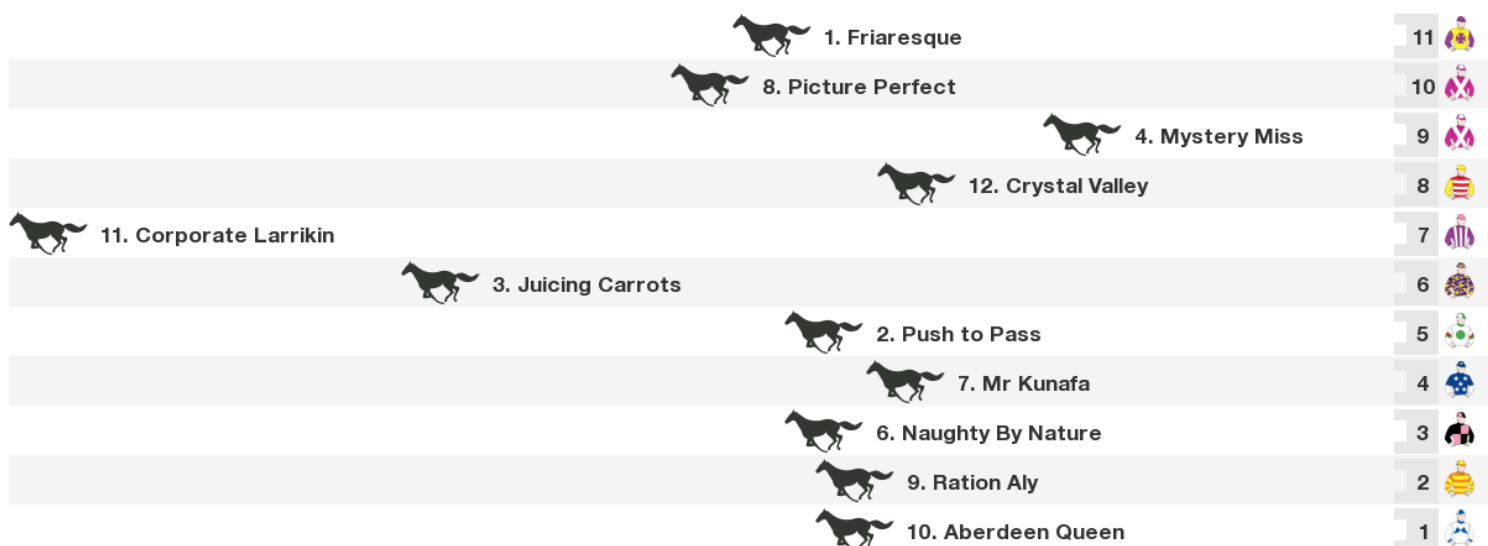 1. Friaresque 11
8. Picture Perfect 10
4. Mystery Miss 9
12. Crystal Valley 8
11. Corporate Larrikin 7
3. Juicing Carrots 6
2. Push to Pass 5
7. Mr Kunafa 4
6. Naughty By Nature 3
9. Ration Aly 2
10. Aberdeen Queen 1